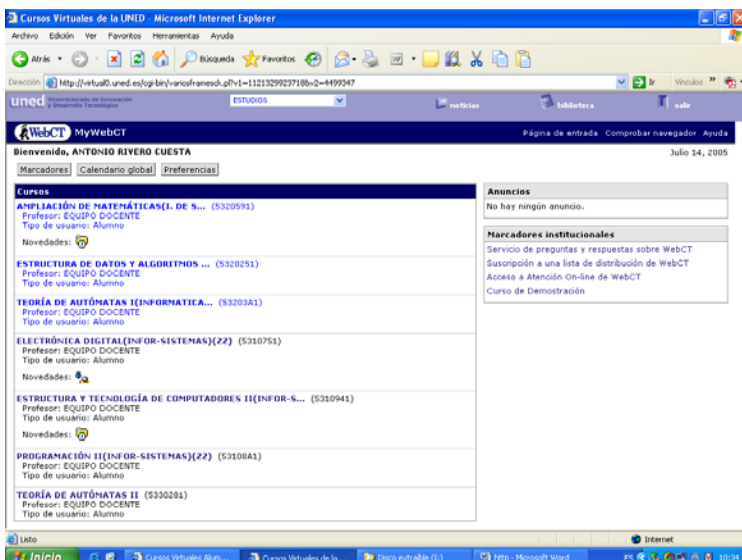 Cursos Virtuales de la UNED - Microsoft Internet Explorer
Archivo Edición Ver Favoritos Herramientas Ayuda
Atrás Búsqueda Favoritos
Dirección http://virtual0.uned.es/cgi-bin/variosframesdi.pl?v1=11213299237186v2=4499347 Ir Vínculos »
uned Vicerrectorado de Innovación y Desarrollo Tecnológico ESTUDIOS noticias biblioteca salir
WebCT MyWebCT Página de entrada Comprobar navegador Ayuda
Bienvenido, ANTONIO RIVERO CUESTA Julio 14, 2005
Marcadores Calendario global Preferencias
Cursos
AMPLIACIÓN DE MATEMÁTICAS(I. DE S... (5320591)
Profesor: EQUIPO DOCENTE
Tipo de usuario: Alumno
Novedades:
ESTRUCTURA DE DATOS Y ALGORITMOS ... (5320251)
Profesor: EQUIPO DOCENTE
Tipo de usuario: Alumno
TEORÍA DE AUTÓMATAS I(INFORMATICA... (53203A1)
Profesor: EQUIPO DOCENTE
Tipo de usuario: Alumno
ELECTRÓNICA DIGITAL(INFOR-SISTEMAS)(22) (5310751)
Profesor: EQUIPO DOCENTE
Tipo de usuario: Alumno
Novedades:
ESTRUCTURA Y TECNOLOGÍA DE COMPUTADORES II(INFOR-S... (5310941)
Profesor: EQUIPO DOCENTE
Tipo de usuario: Alumno
Novedades:
PROGRAMACIÓN II(INFOR-SISTEMAS)(22) (53108A1)
Profesor: EQUIPO DOCENTE
Tipo de usuario: Alumno
TEORÍA DE AUTÓMATAS II (5330281)
Profesor: EQUIPO DOCENTE
Tipo de usuario: Alumno
Anuncios
No hay ningún anuncio.
Marcadores institucionales
Servicio de preguntas y respuestas sobre WebCT
Suscripción a una lista de distribución de WebCT
Acceso a Atención On-line de WebCT
Curso de Demostración
Listo Internet
Inicio Cursos Virtuales Alum... Cursos Virtuales de la... Disco extraíble (I:) http - Microsoft Word ES 10:34